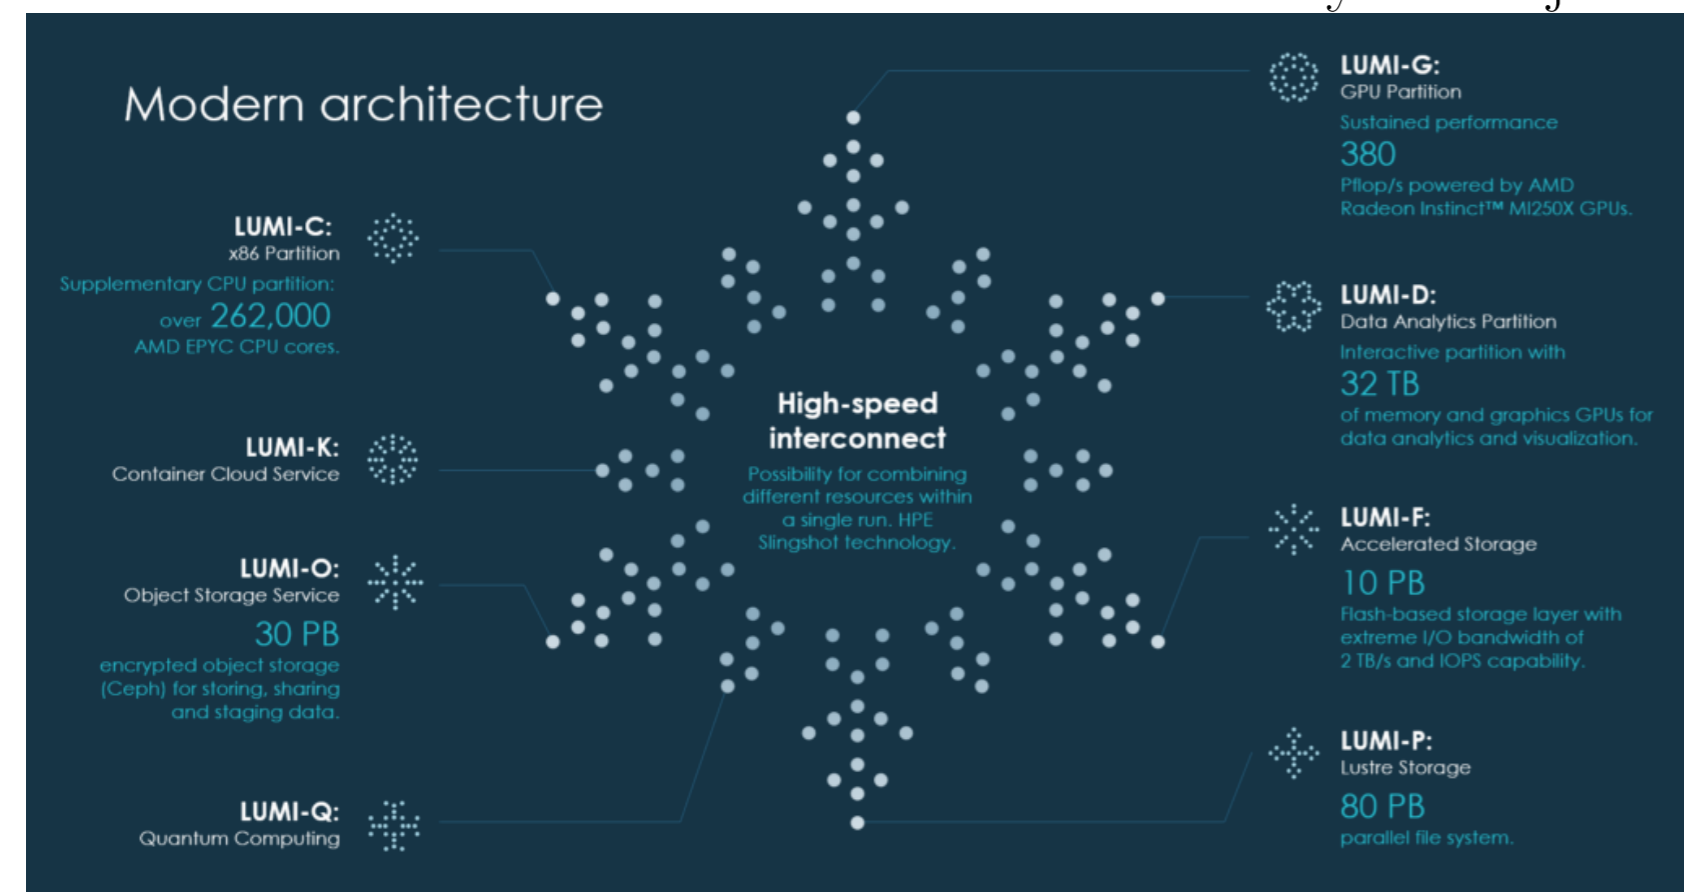 Modern architecture
LUMI-C:
x86 Partition
Supplementary CPU partition:
over 262,000
AMD EPYC CPU cores.
LUMI-K:
Container Cloud Service
LUMI-O:
Object Storage Service
30 PB
encrypted object storage
(Ceph) for storing, sharing
and staging data.
LUMI-Q:
Quantum Computing
High-speed
interconnect
Possibility for combining
different resources within
a single run. HPE
Slingshot technology.
LUMI-G:
GPU Partition
Sustained performance
380
Pflop/s powered by AMD
Radeon Instinct™ MI250X GPUs.
LUMI-D:
Data Analytics Partition
Interactive partition with
32 TB
of memory and graphics GPUs for
data analytics and visualization.
LUMI-F:
Accelerated Storage
10 PB
Flash-based storage layer with
extreme I/O bandwidth of
2 TB/s and IOPS capability.
LUMI-P:
Lustre Storage
80 PB
parallel file system.